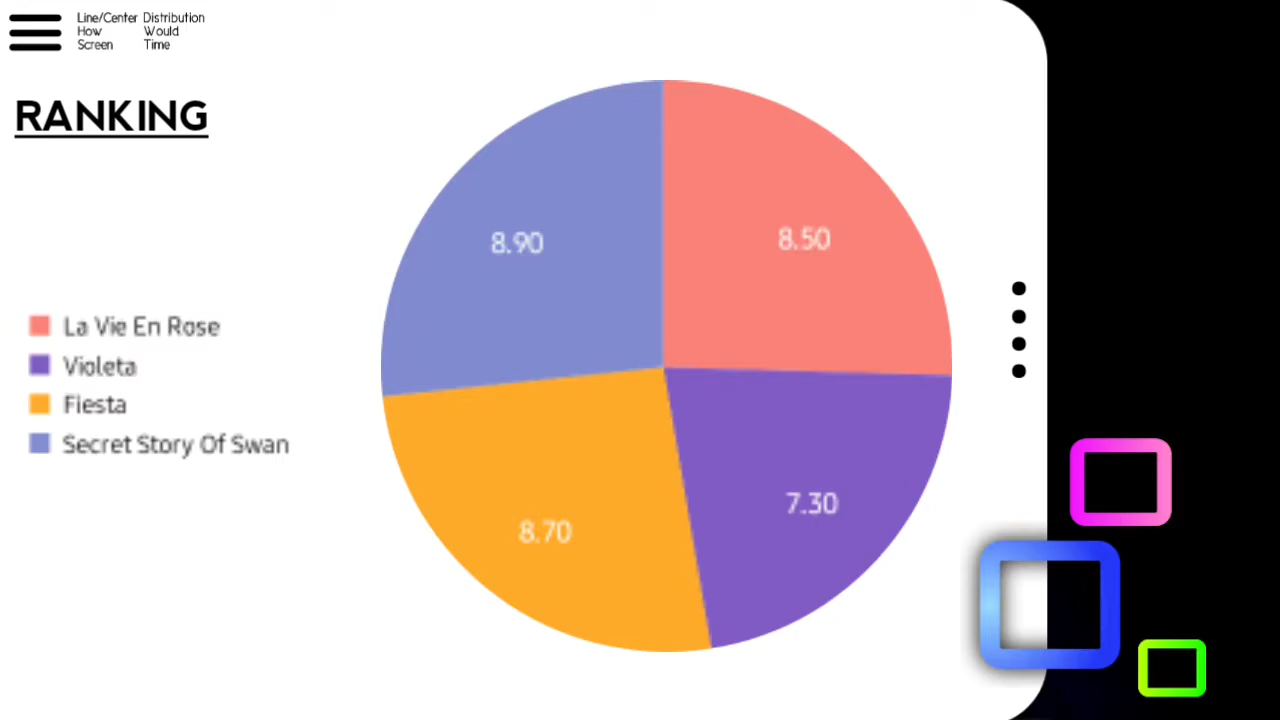 Line/Center Distribution
How Would
Screen Time
RANKING
8.90
8.50
La Vie En Rose
Violeta
Fiesta
Secret Story Of Swan
7.30
8.70